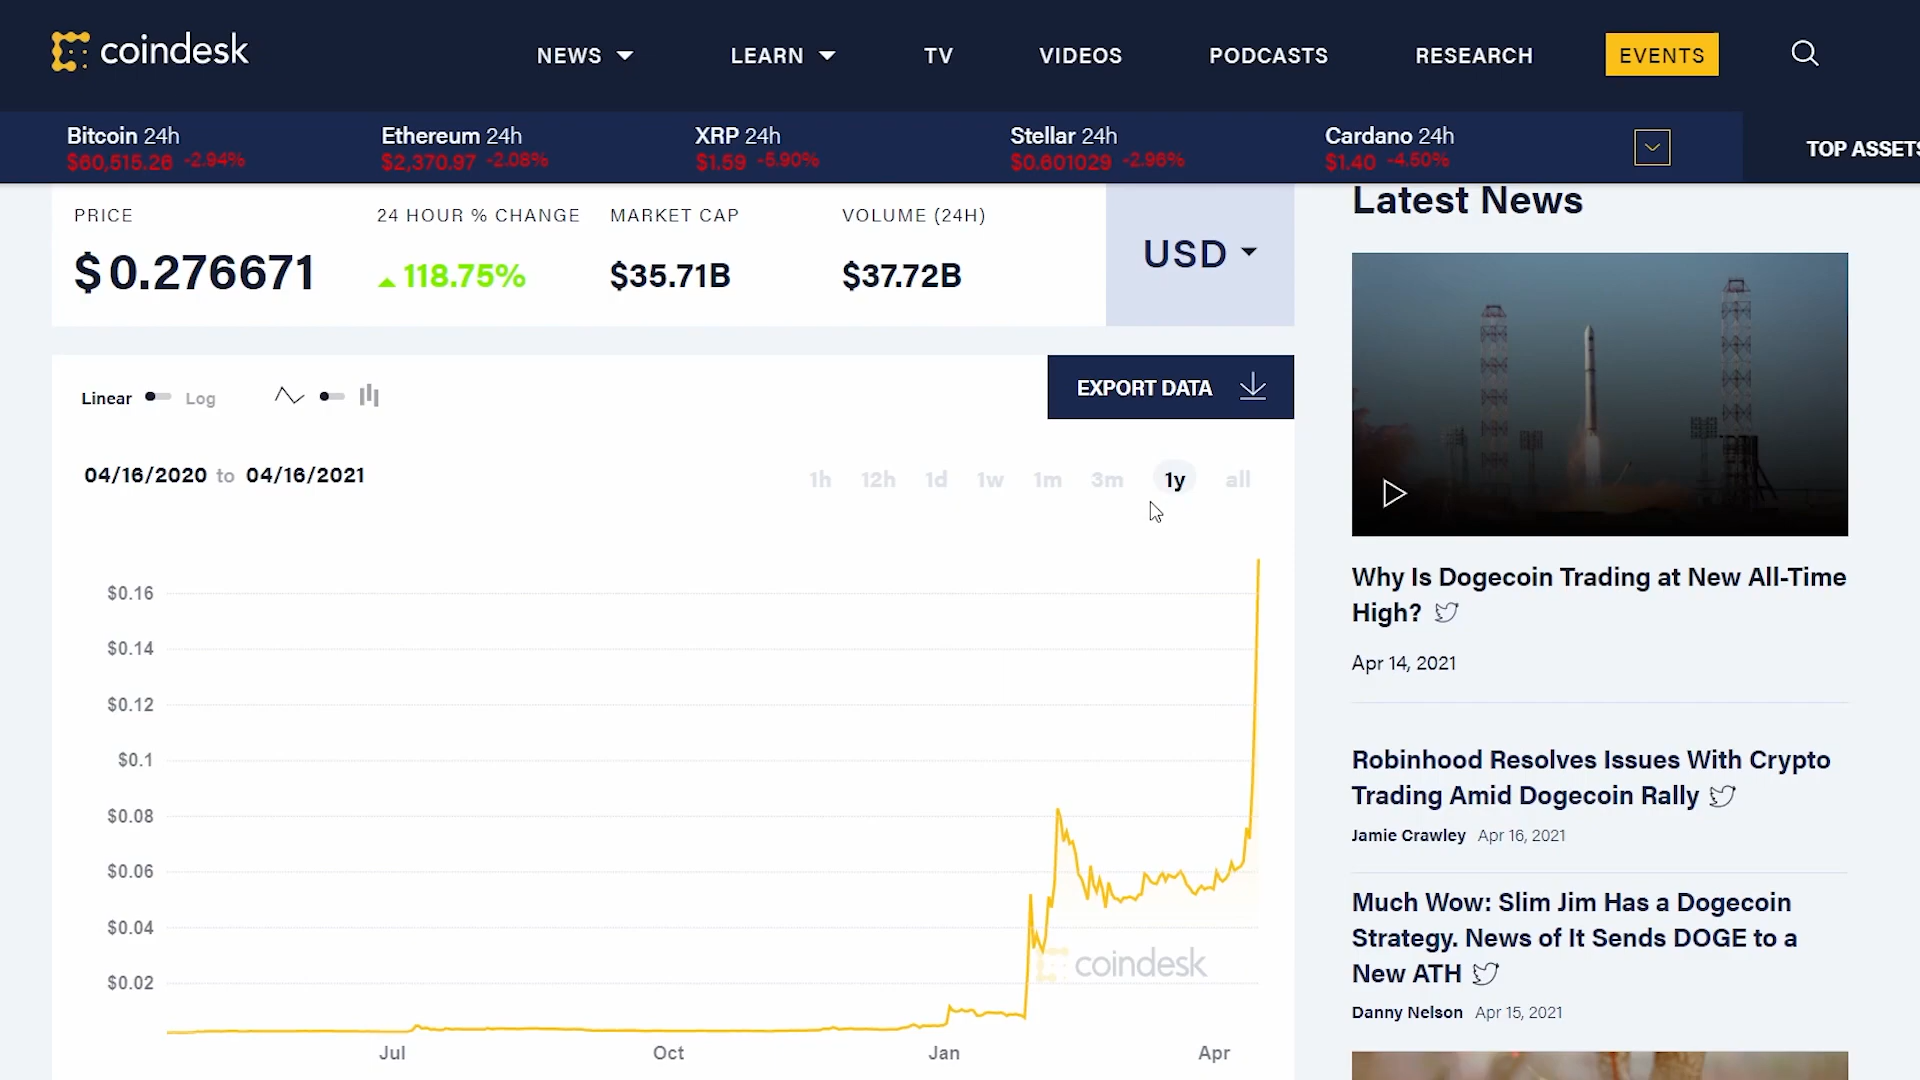 coindesk
NEWS
LEARN
TV
VIDEOS
PODCASTS
RESEARCH
EVENTS
Bitcoin 24h
$60,515.26 -2.94%
Ethereum 24h
$2,370.97 -2.08%
XRP 24h
$1.59 -5.90%
Stellar 24h
$0.601029 -2.96%
Cardano 24h
$1.40 -4.50%
TOP ASSETS
PRICE
$0.276671
24 HOUR % CHANGE
118.75%
MARKET CAP
$35.71B
VOLUME (24H)
$37.72B
USD
Linear
Log
EXPORT DATA
04/16/2020 to 04/16/2021
1h 12h 1d 1w 1m 3m 1y all
$0.16
$0.14
$0.12
$0.1
$0.08
$0.06
$0.04
$0.02
coindesk
Jul Oct Jan Apr
Latest News
Why Is Dogecoin Trading at New All-Time
High?
Apr 14, 2021
Robinhood Resolves Issues With Crypto
Trading Amid Dogecoin Rally
Jamie Crawley Apr 16, 2021
Much Wow: Slim Jim Has a Dogecoin
Strategy. News of It Sends DOGE to a
New ATH
Danny Nelson Apr 15, 2021